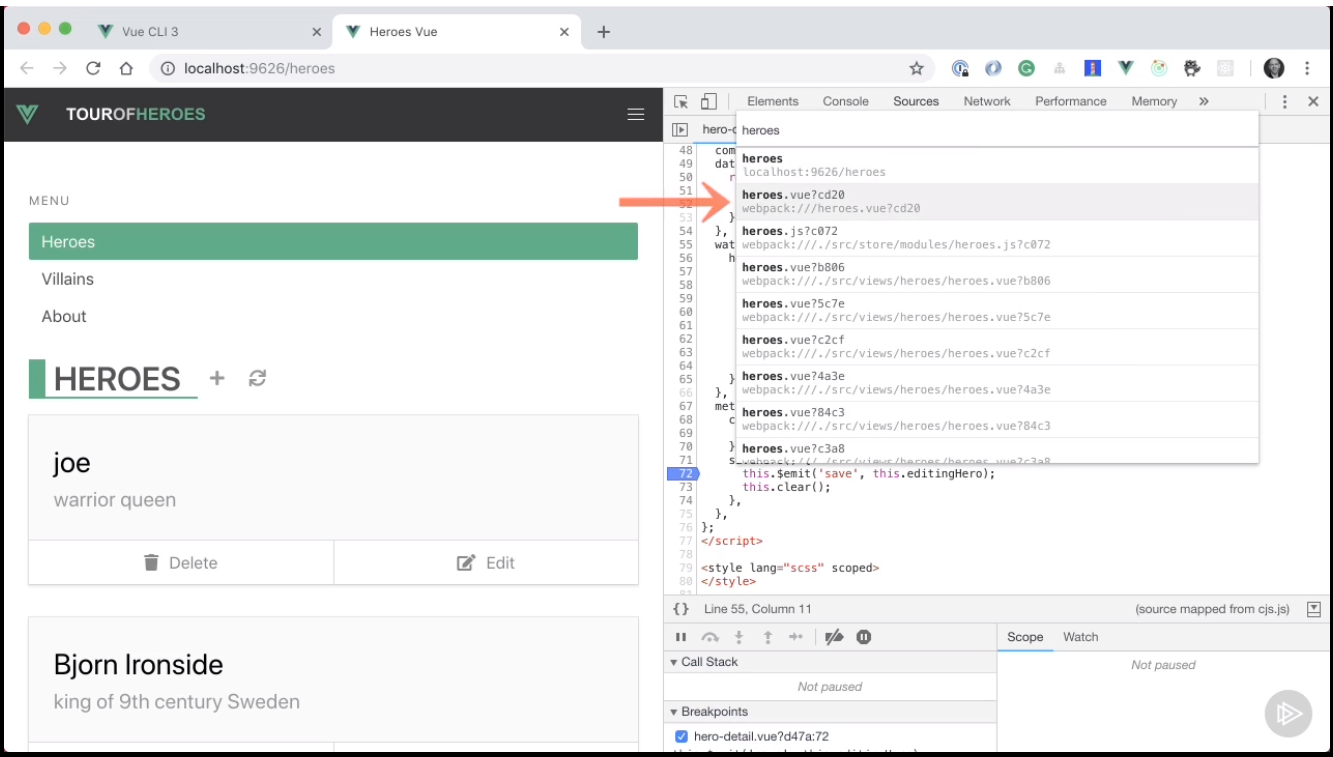 Vue CLI 3
Heroes Vue
localhost:9626/heroes
TOUROFHEROES
MENU
Heroes
Villains
About
HEROES
joe
warrior queen
Delete
Edit
Bjorn Ironside
king of 9th century Sweden
Elements Console Sources Network Performance Memory »
hero-d
heroes
heroes
localhost:9626/heroes
heroes.vue?cd20
webpack:///heroes.vue?cd20
heroes.js?c072
webpack:///./src/store/modules/heroes.js?c072
heroes.vue?b806
webpack:///./src/views/heroes/heroes.vue?b806
heroes.vue?5c7e
webpack:///./src/views/heroes/heroes.vue?5c7e
heroes.vue?c2cf
webpack:///./src/views/heroes/heroes.vue?c2cf
heroes.vue?4a3e
webpack:///./src/views/heroes/heroes.vue?4a3e
heroes.vue?84c3
webpack:///./src/views/heroes/heroes.vue?84c3
heroes.vue?c3a8
webpack:///./src/views/heroes/heroes.vue?c3a8
48 com
49 dat
50 r
51
52
53 }
54 },
55 wat
56 h
57
58
59
60
61
62
63
64
65 }
66 },
67 met
68 c
69
70 }
71 s
72 this.$emit('save', this.editingHero);
73 this.clear();
74 },
75 },
76 };
77 </script>
78
79 <style lang="scss" scoped>
80 </style>
81
{} Line 55, Column 11 (source mapped from cjs.js)
Scope Watch
Call Stack
Not paused
Not paused
Breakpoints
hero-detail.vue?d47a:72